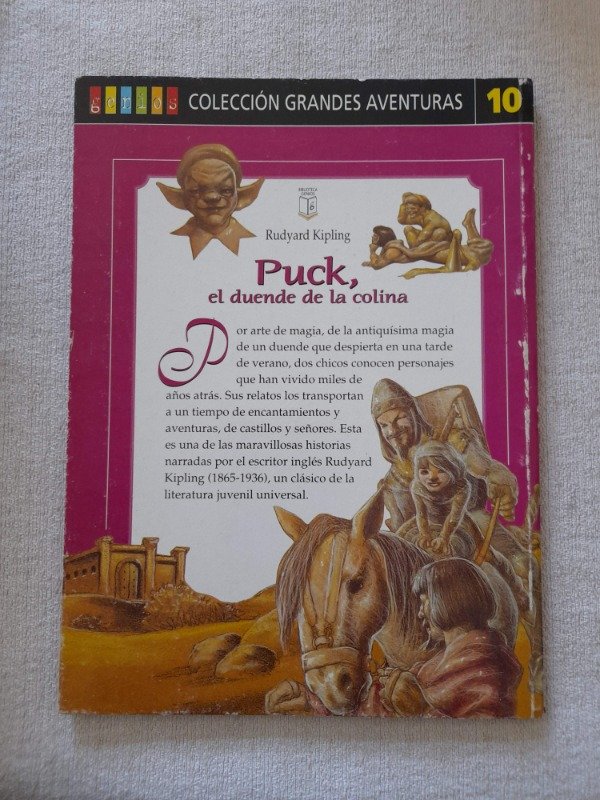 genios COLECCIÓN GRANDES AVENTURAS 10
BIBLIOTECA
GENIOS
Rudyard Kipling
Puck,
el duende de la colina
Por arte de magia, de la antiquísima magia
de un duende que despierta en una tarde
de verano, dos chicos conocen personajes
que han vivido miles de
años atrás. Sus relatos los transportan
a un tiempo de encantamientos y
aventuras, de castillos y señores. Esta
es una de las maravillosas historias
narradas por el escritor inglés Rudyard
Kipling (1865-1936), un clásico de la
literatura juvenil universal.